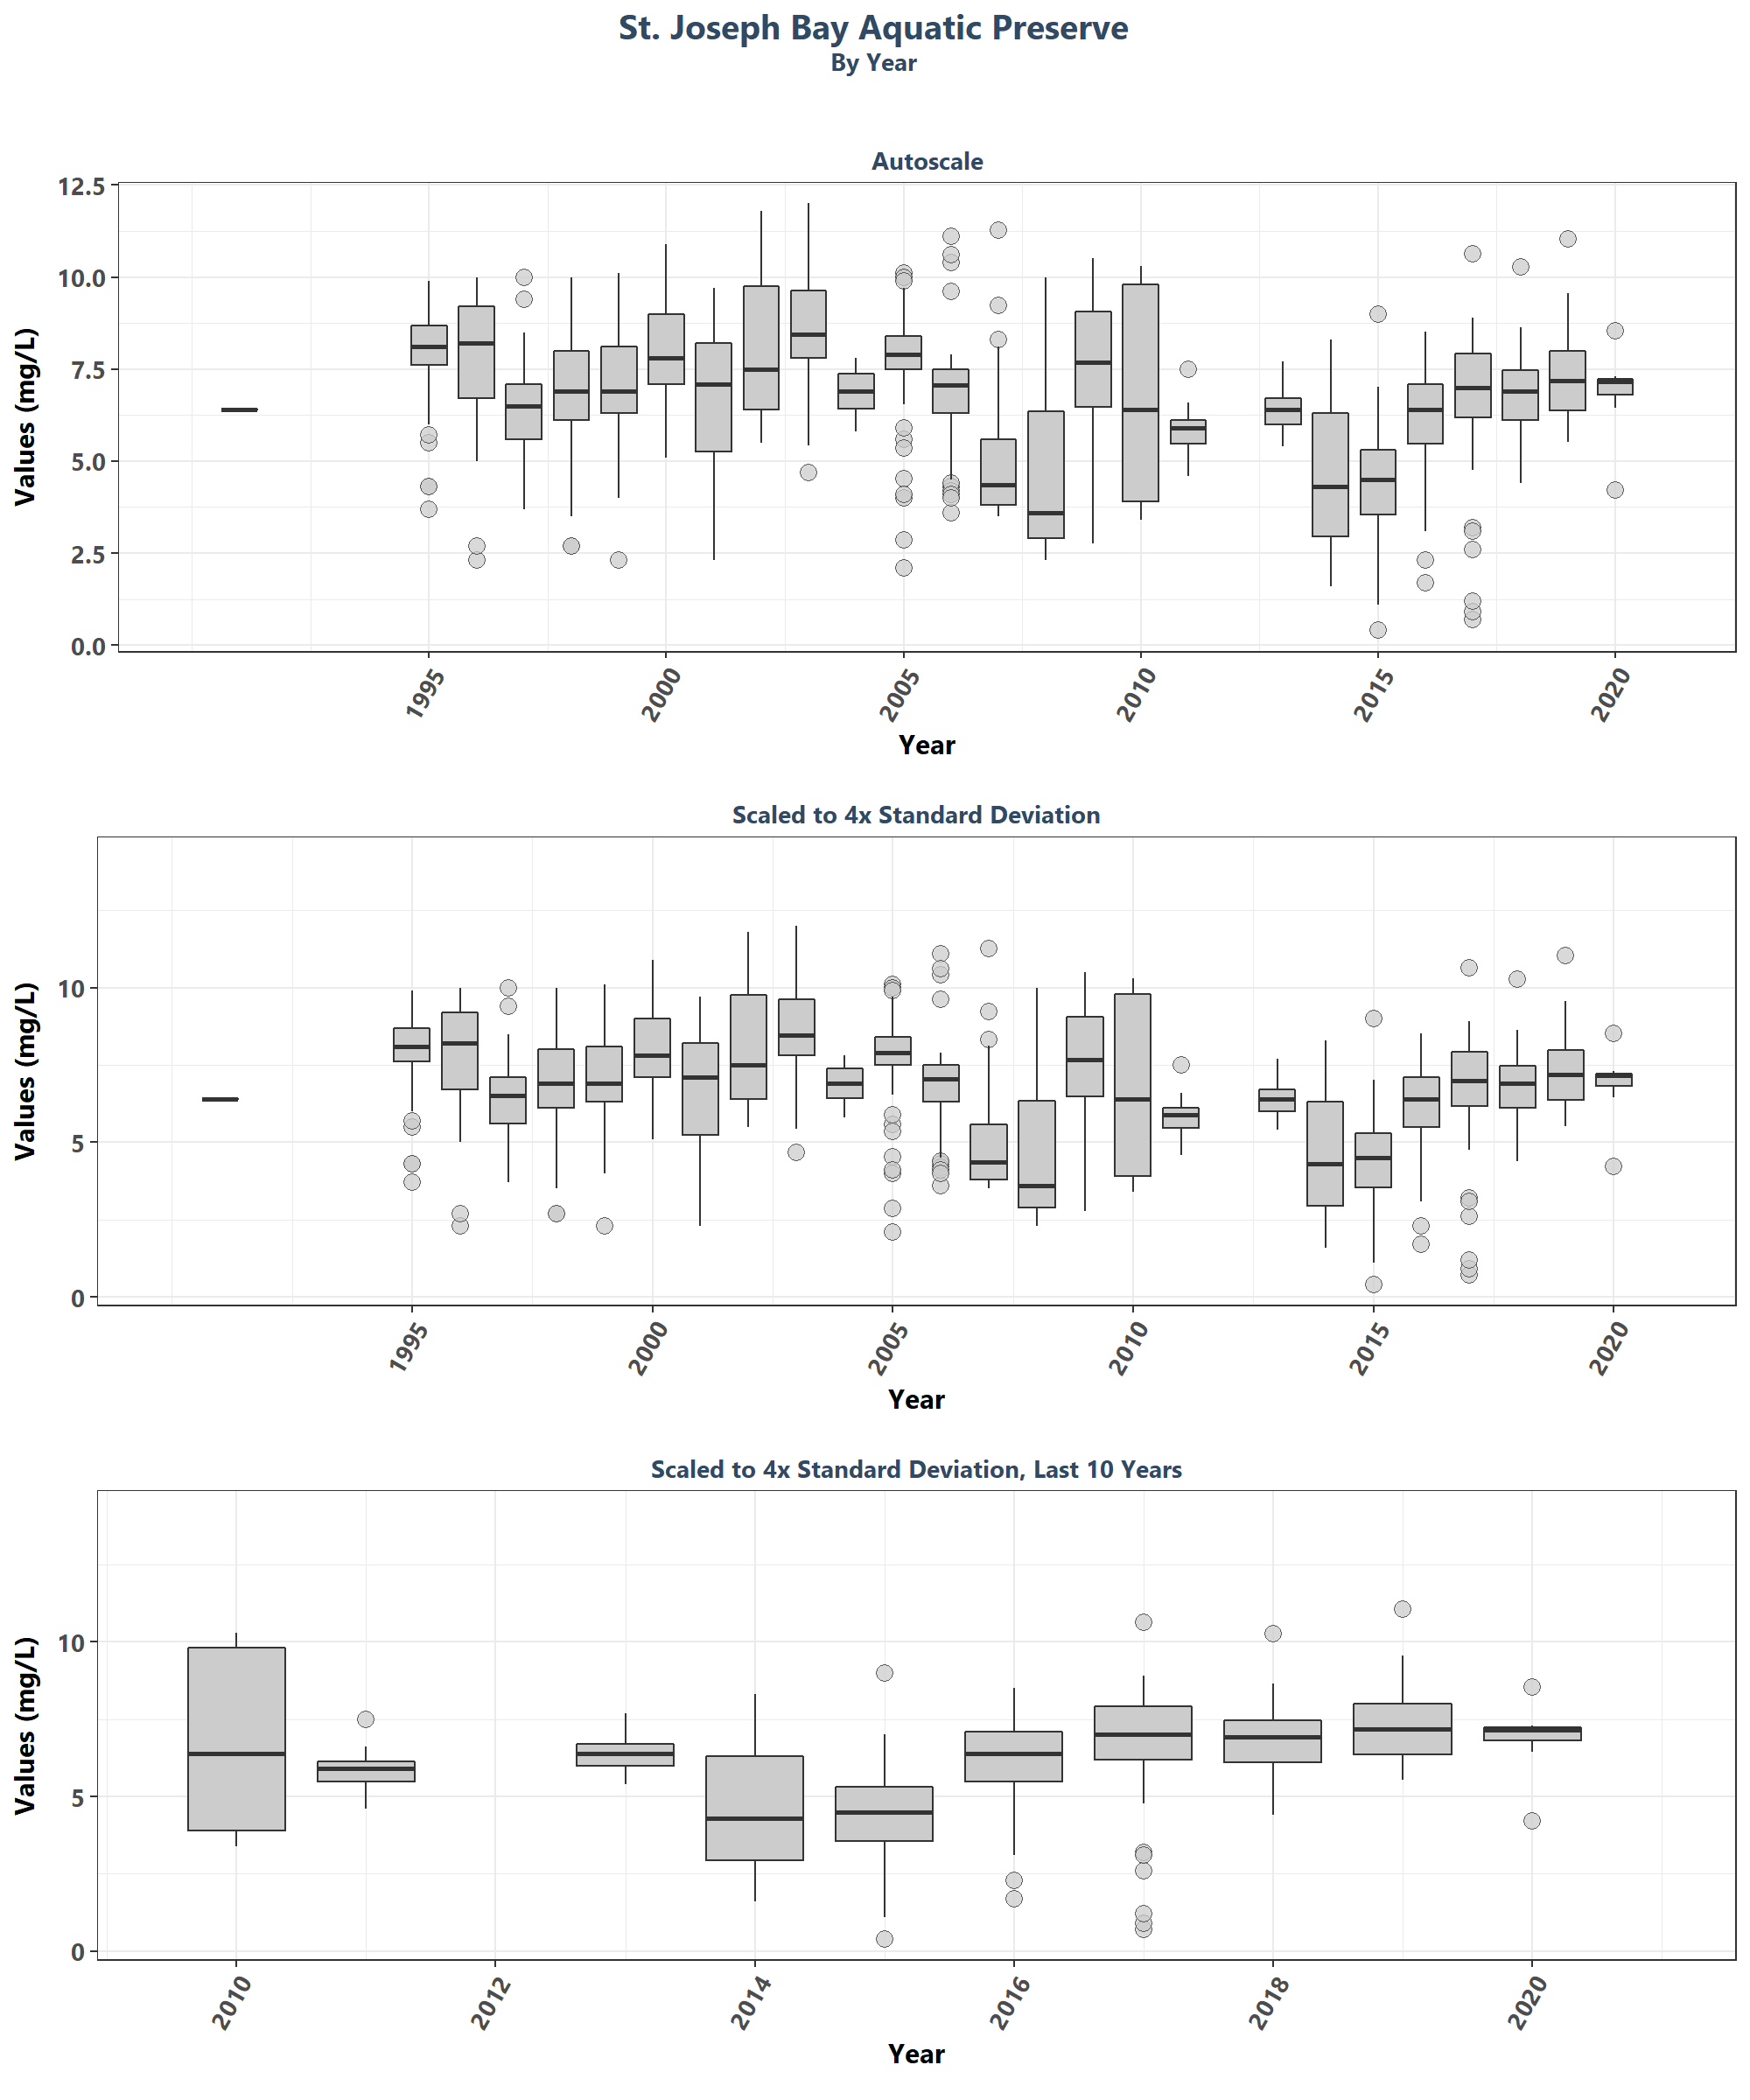 St. Joseph Bay Aquatic Preserve
By Year
Autoscale
Values (mg/L)
12.5
10.0
7.5
5.0
2.5
0.0
1995
2000
2005
2010
2015
2020
Year
Scaled to 4x Standard Deviation
Values (mg/L)
10
5
0
1995
2000
2005
2010
2015
2020
Year
Scaled to 4x Standard Deviation, Last 10 Years
Values (mg/L)
10
5
0
2010
2012
2014
2016
2018
2020
Year